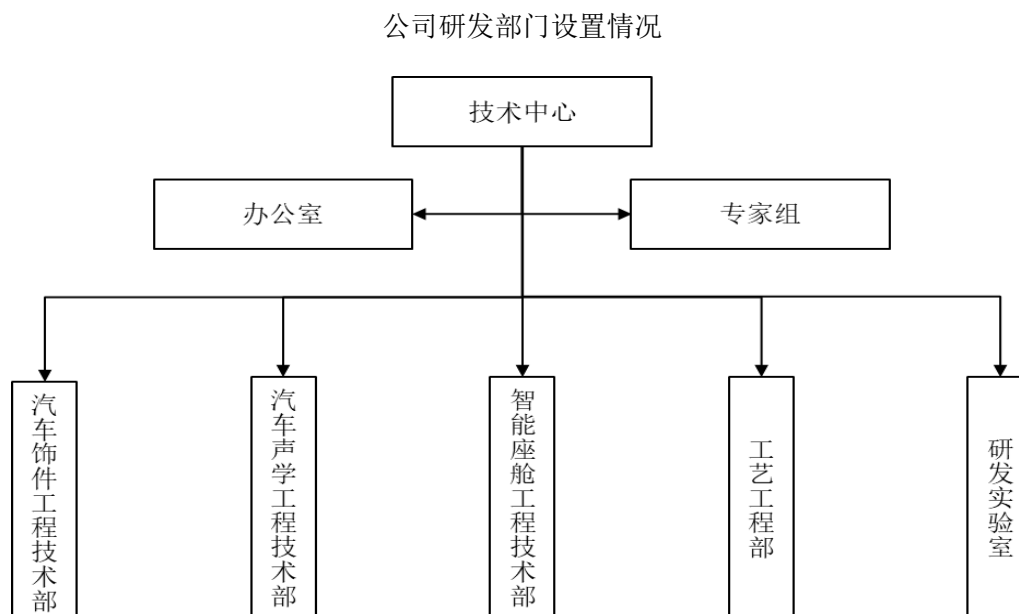 公司研发部门设置情况
技术中心
办公室
专家组
汽车饰件工程技术部
汽车声学工程技术部
智能座舱工程技术部
工艺工程部
研发实验室